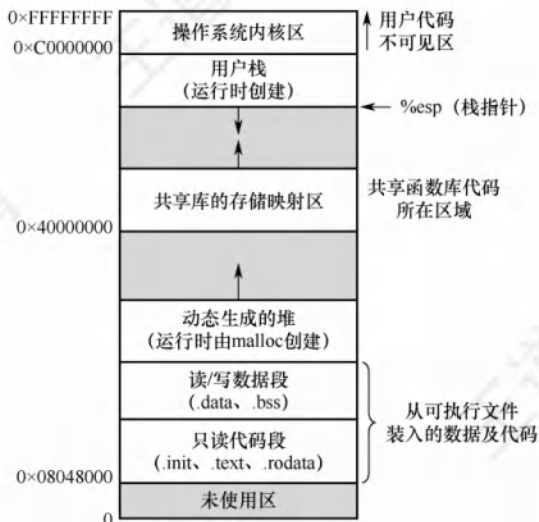 0×FFFFFFFF
操作系统内核区
用户代码
不可见区
0×C0000000
用户栈
(运行时创建)
%esp（栈指针）
共享库的存储映射区
共享函数库代码
所在区域
0×40000000
动态生成的堆
(运行时由malloc创建)
读/写数据段
(.data、.bss)
从可执行文件
装入的数据及代码
只读代码段
(.init、.text、.rodata)
0×08048000
未使用区
0